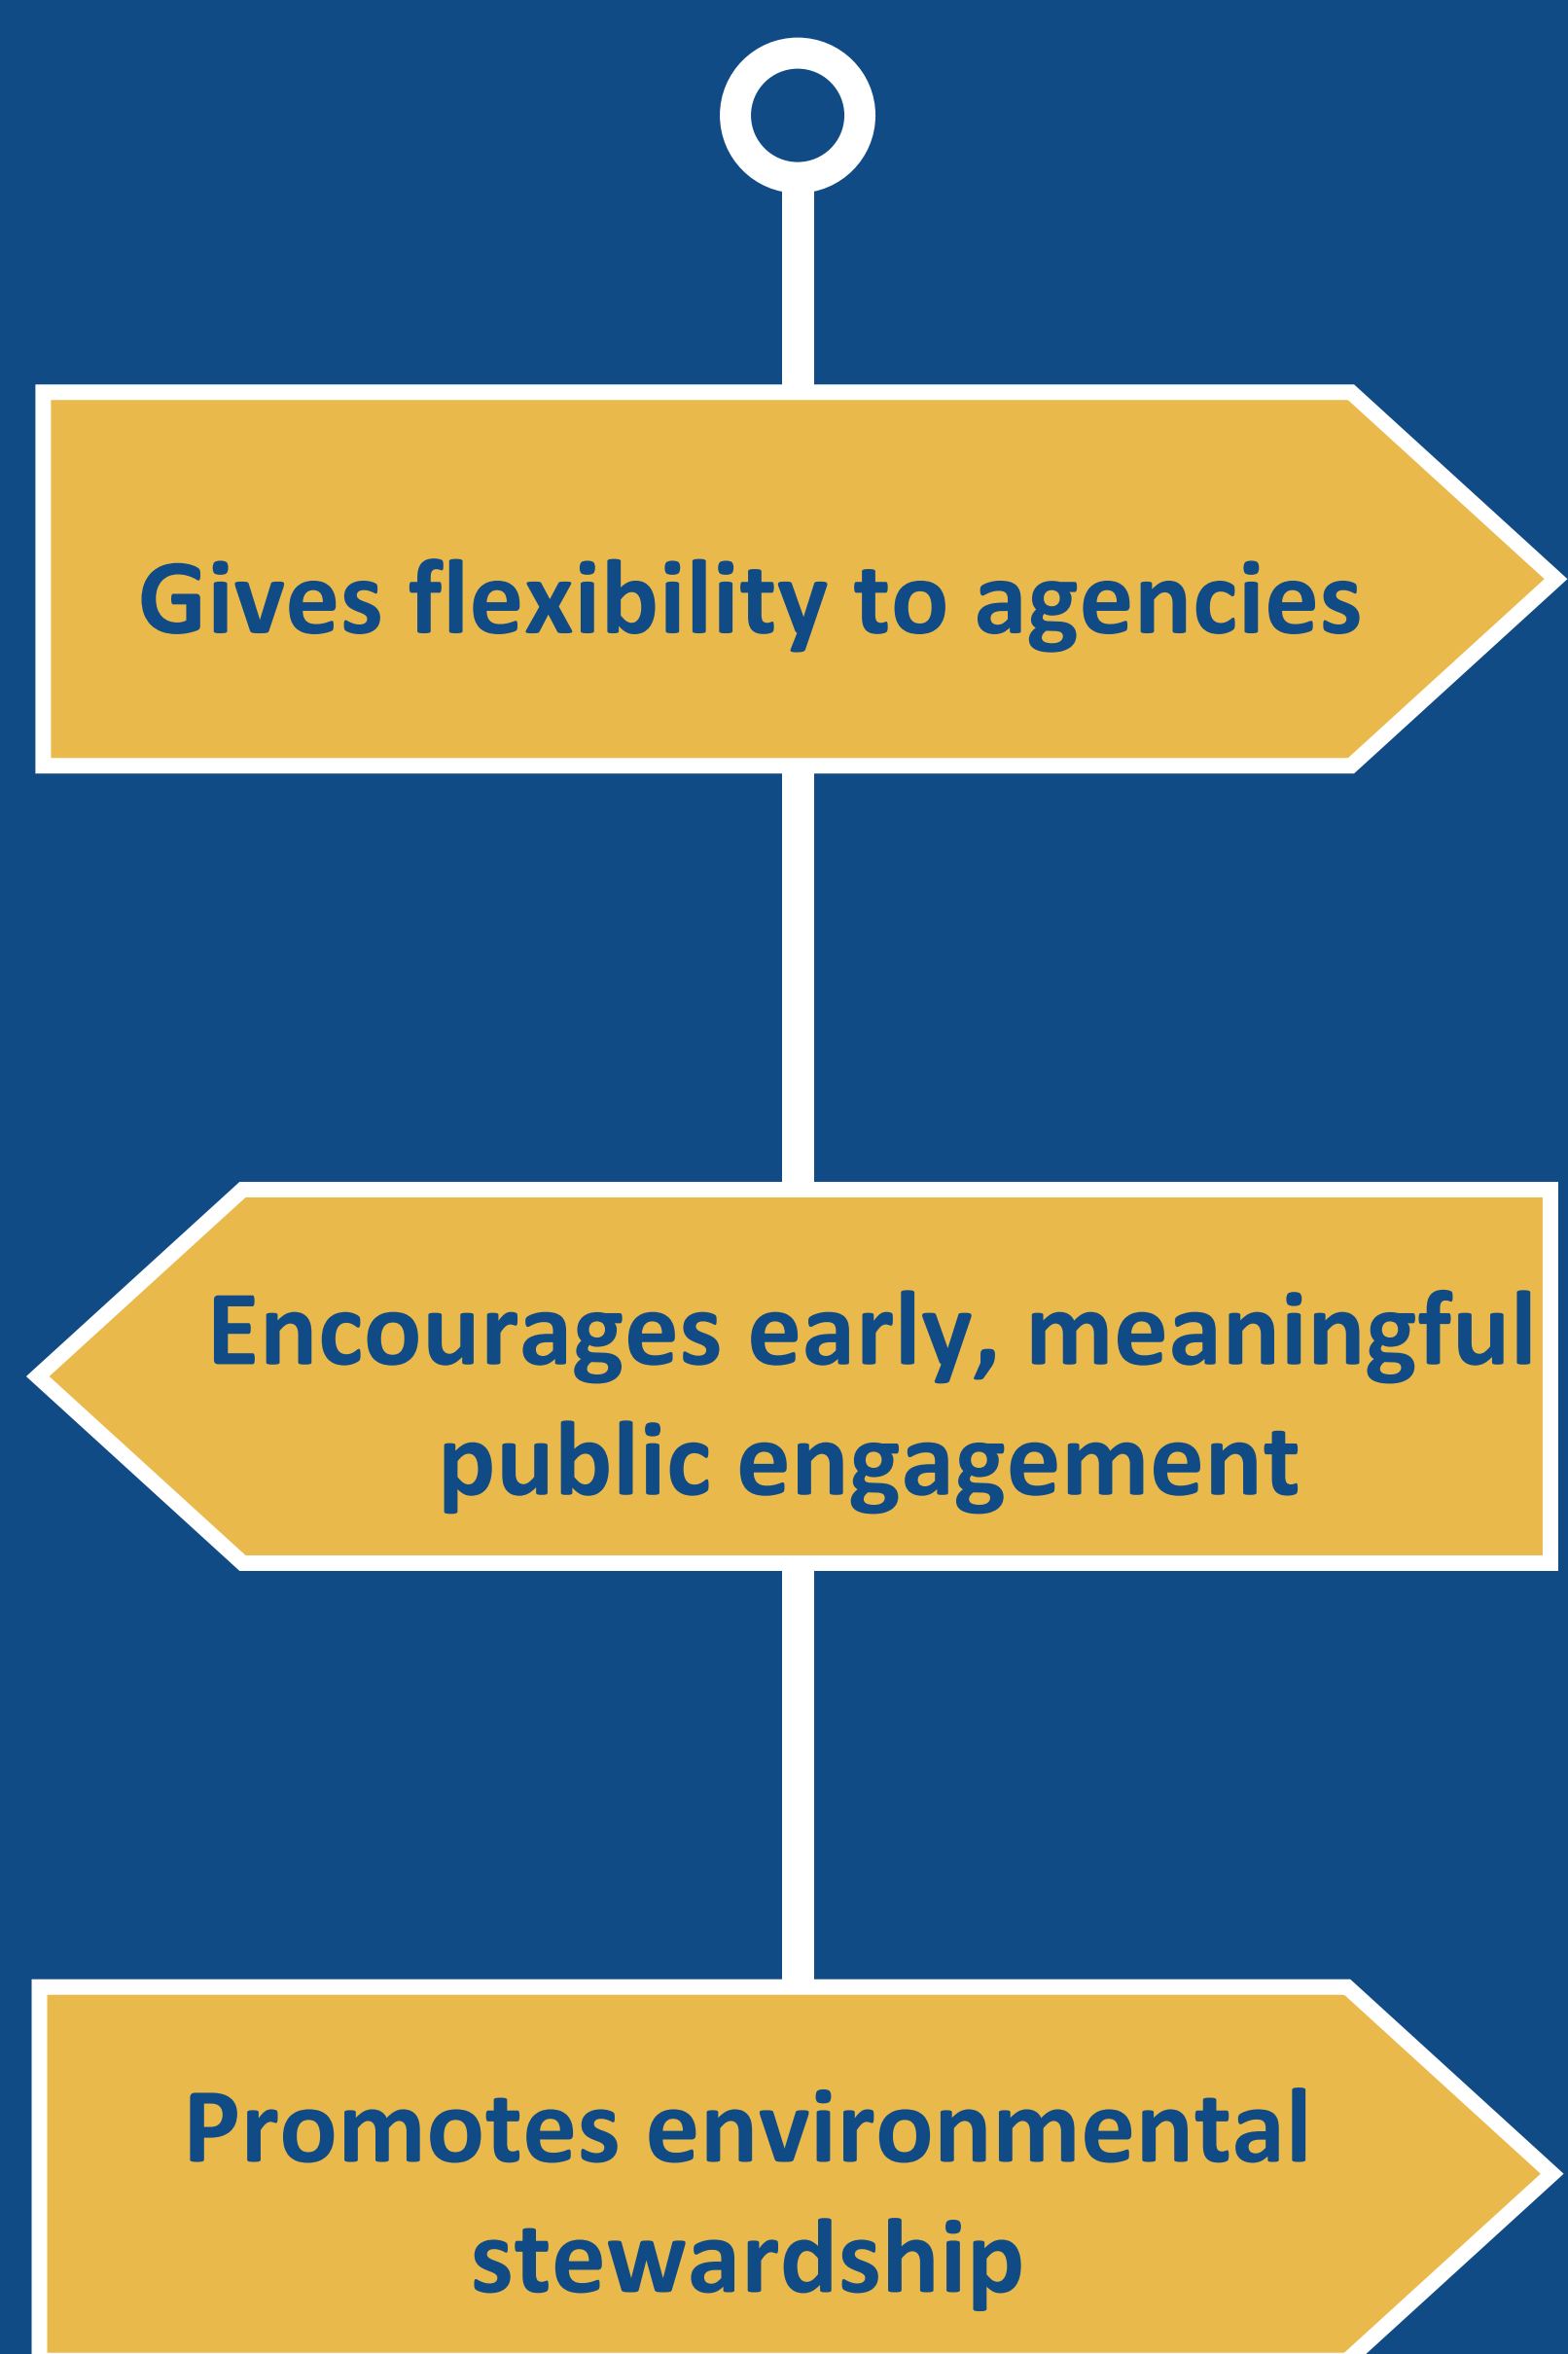 Gives flexibility to agencies
Encourages early, meaningful
public engagement
Promotes environmental
stewardship